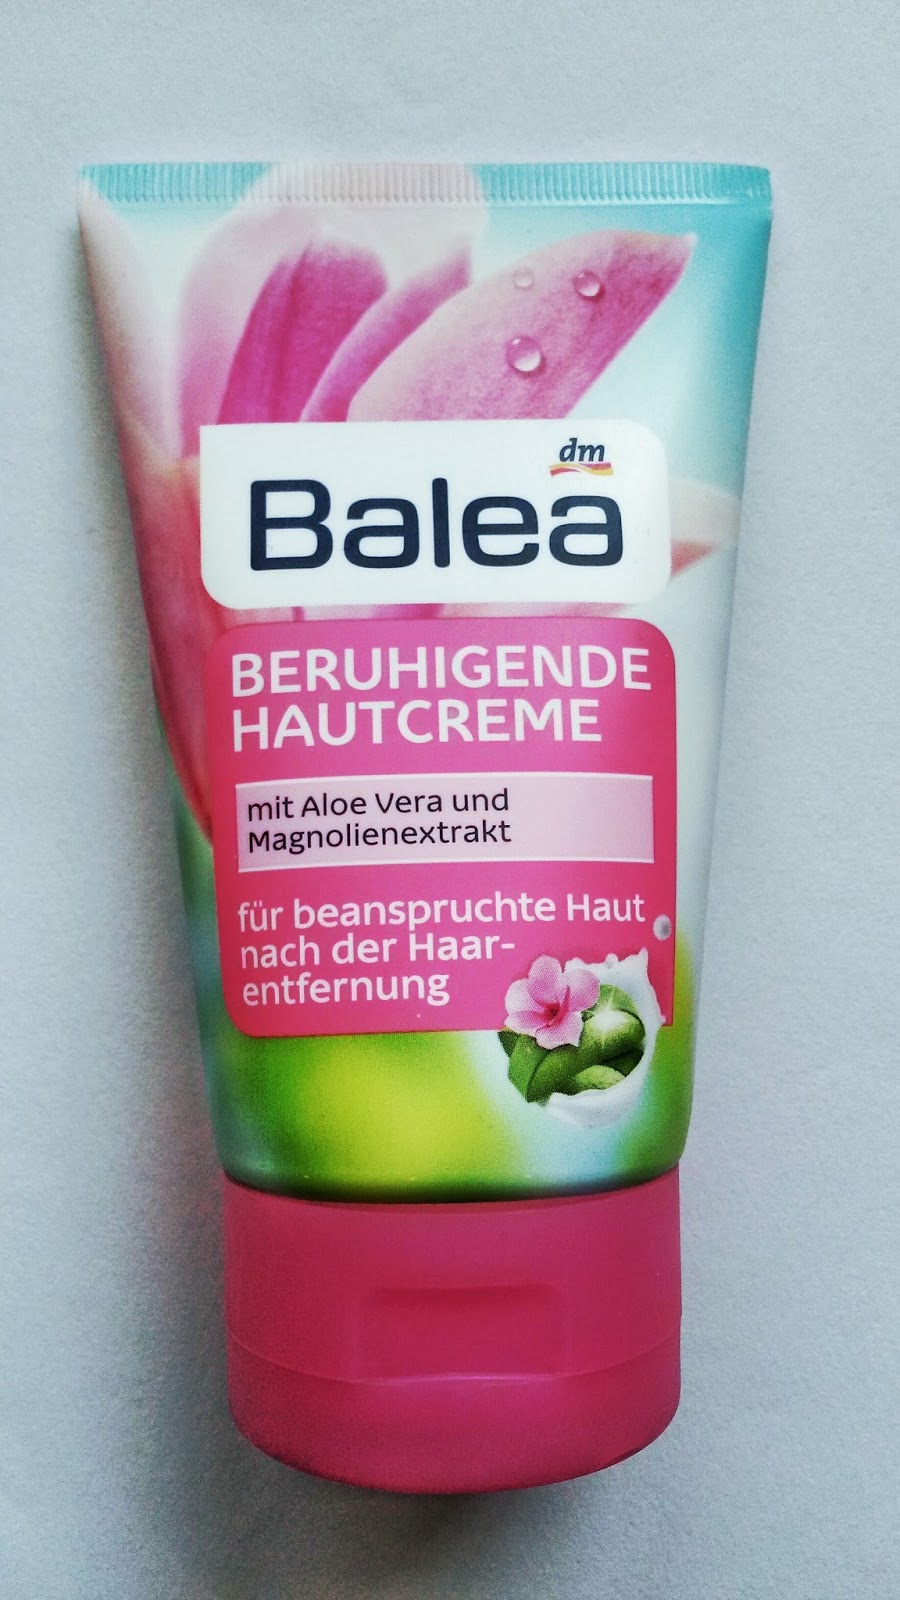 dm
Balea
BERUHIGENDE
HAUTCREME
mit Aloe Vera und
Magnolienextrakt
für beanspruchte Haut
nach der Haar-
entfernung